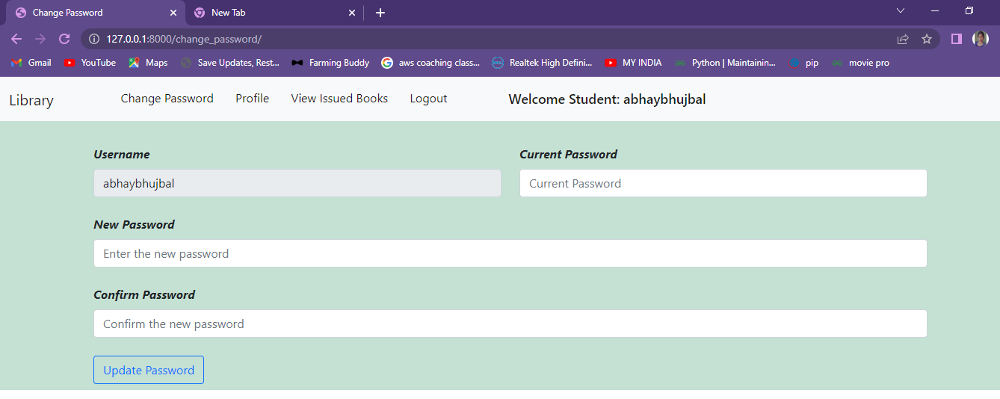 Change Password
New Tab
127.0.0.1:8000/change_password/
Gmail YouTube Maps Save Updates, Rest... Farming Buddy aws coaching class... Realtek High Defini... MY INDIA Python | Maintainin... pip movie pro
Library Change Password Profile View Issued Books Logout Welcome Student: abhaybhujbal
Username Current Password
abhaybhujbal Current Password
New Password
Enter the new password
Confirm Password
Confirm the new password
Update Password